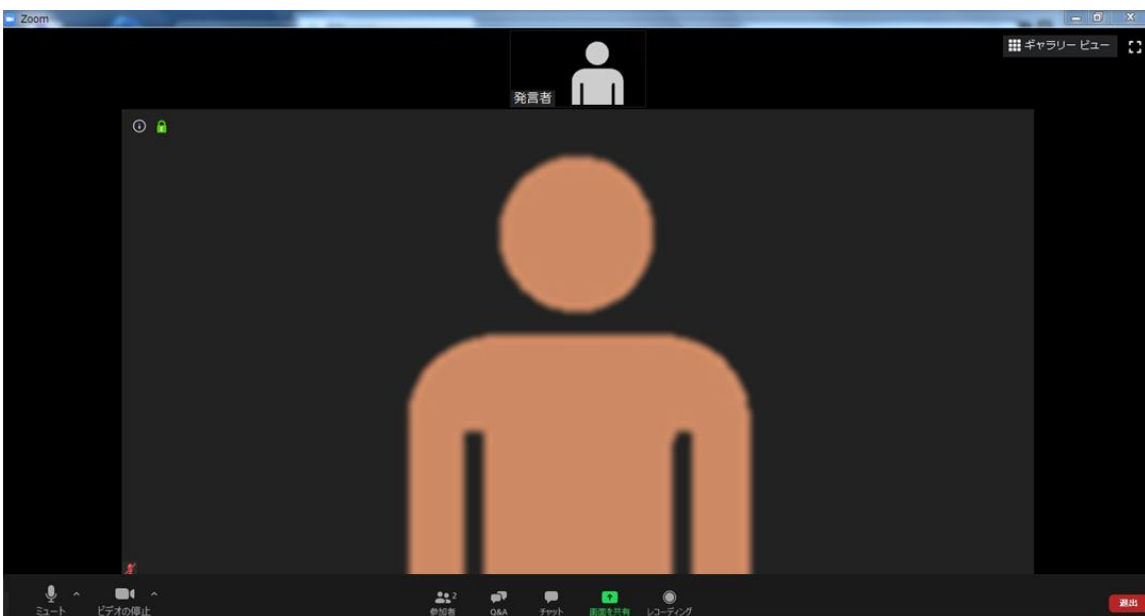 Zoom
ギャラリー ビュー
発言者
ミュート
ビデオの停止
2
参加者
Q&A
チャット
画面を共有
レコーディング
退出